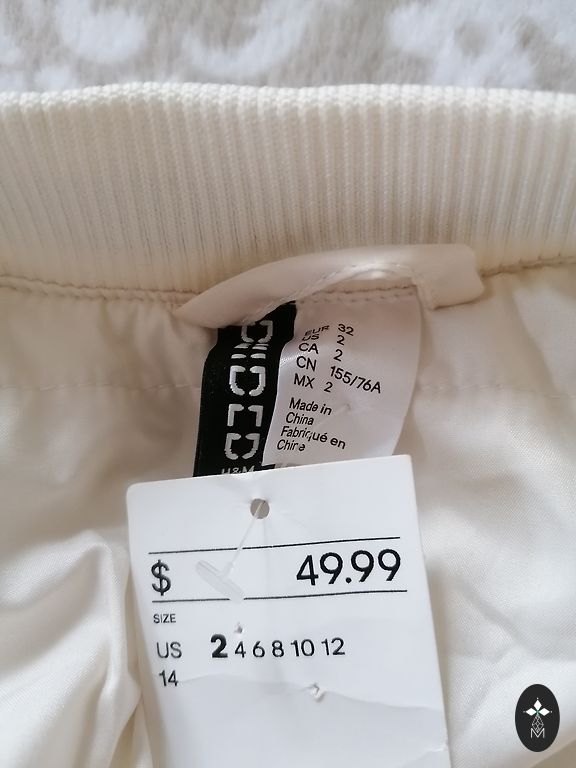 DIVIDED
H&M
EUR 32
US 2
CA 2
CN 155/76A
MX 2
Made in
China
Fabriqué en
Chine
$ 49.99
SIZE
US 2 4 6 8 10 12
14
M